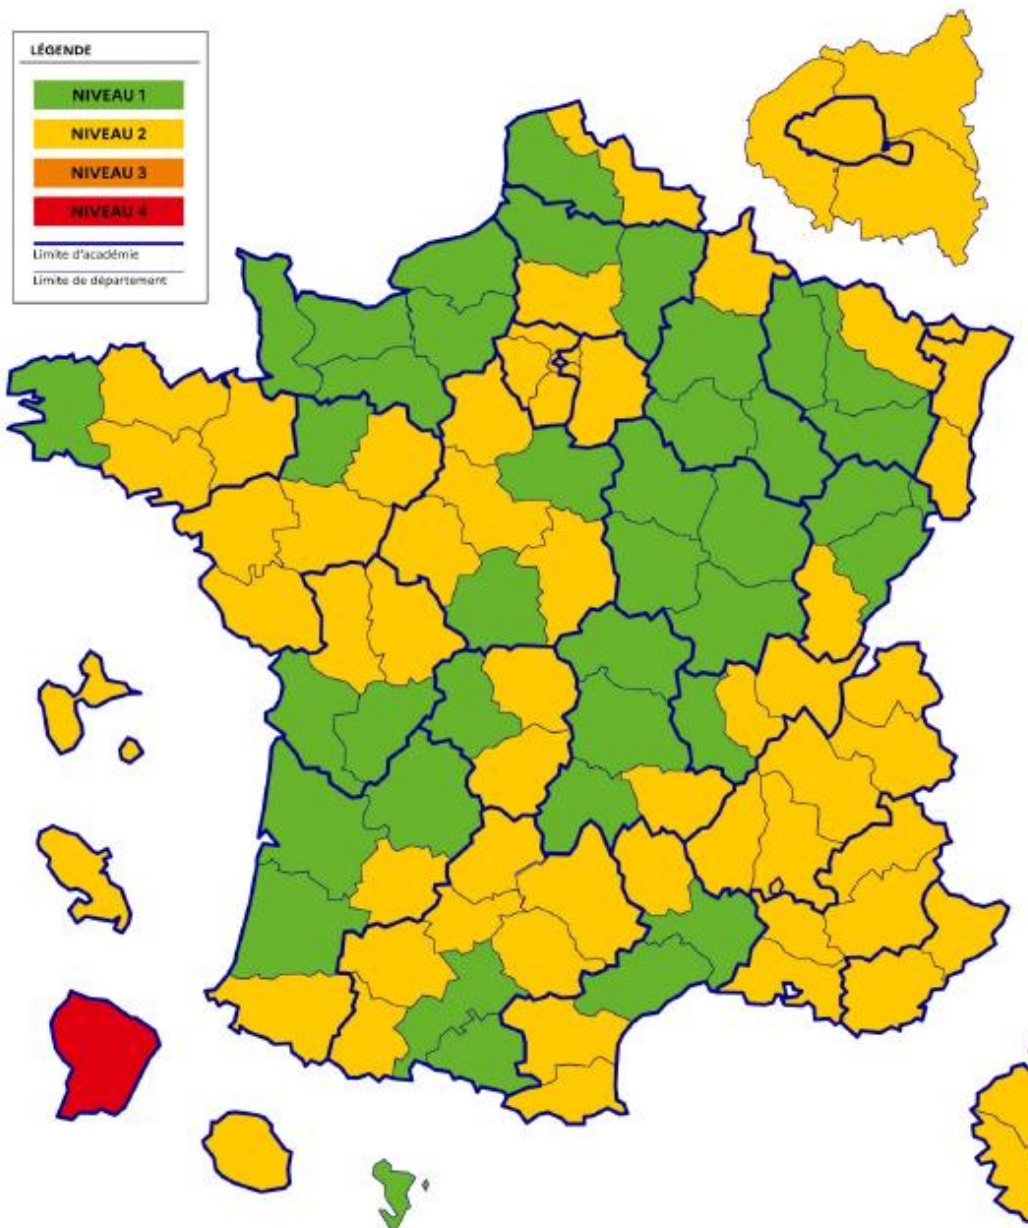 LÉGENDE
NIVEAU 1
NIVEAU 2
NIVEAU 3
NIVEAU 4
Limite d'académie
Limite de département